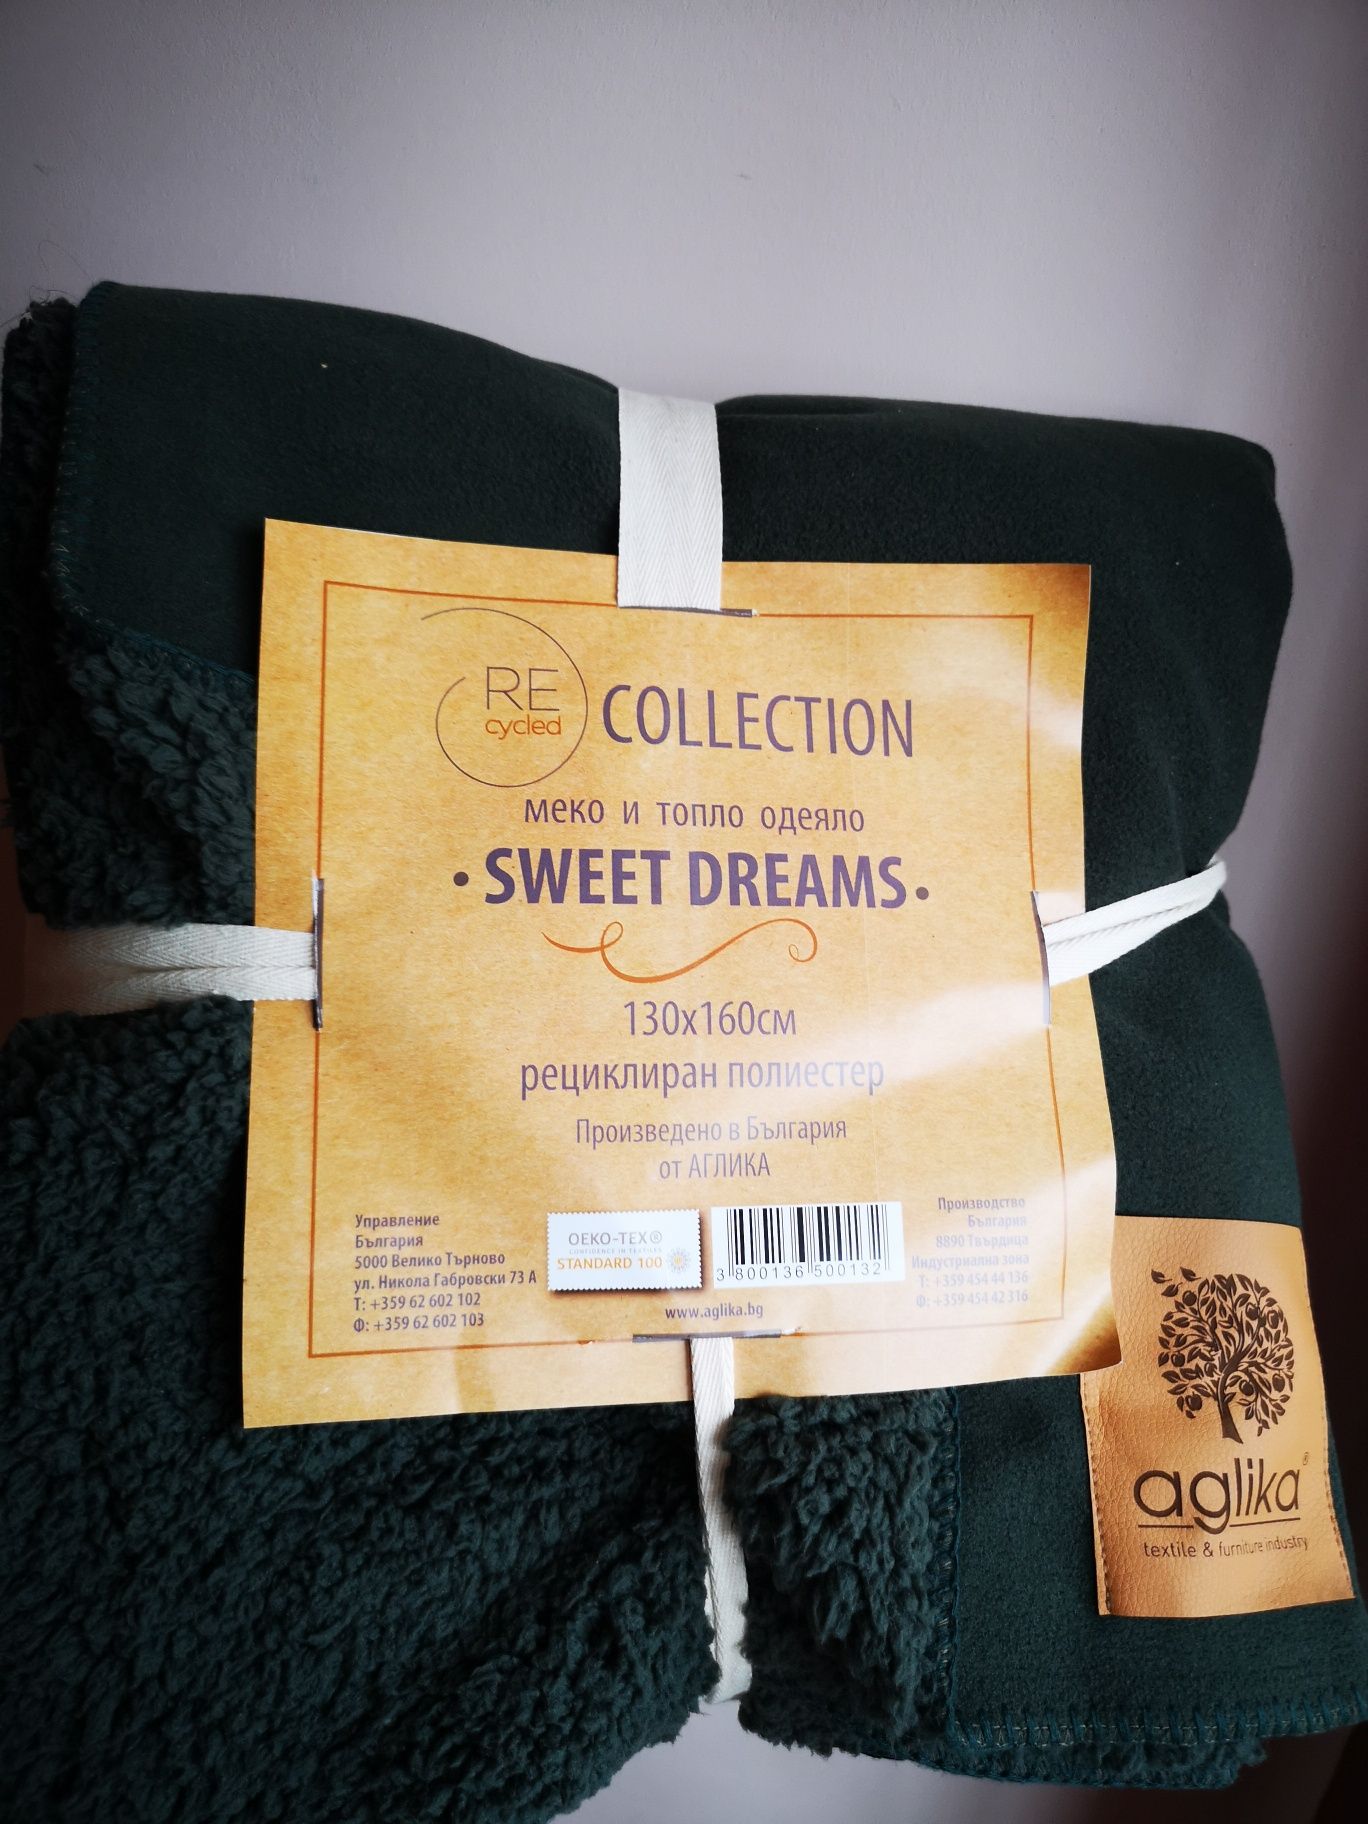 RE
cycled
COLLECTION
меко и топло одеяло
• SWEET DREAMS •
130x160см
рециклиран полиестер
Произведено в България
от АГЛИКА
Управление
България
5000 Велико Търново
ул. Никола Габровски 73 А
Т: +359 62 602 102
Ф: +359 62 602 103
OEKO-TEX®
CONFIDENCE IN TEXTILES
STANDARD 100
3 800136 500132
www.aglika.bg
Производство
България
8890 Твърдица
Индустриална зона
Т: +359 454 44 136
Ф: +359 454 42 316
aglika®
textile & furniture industry